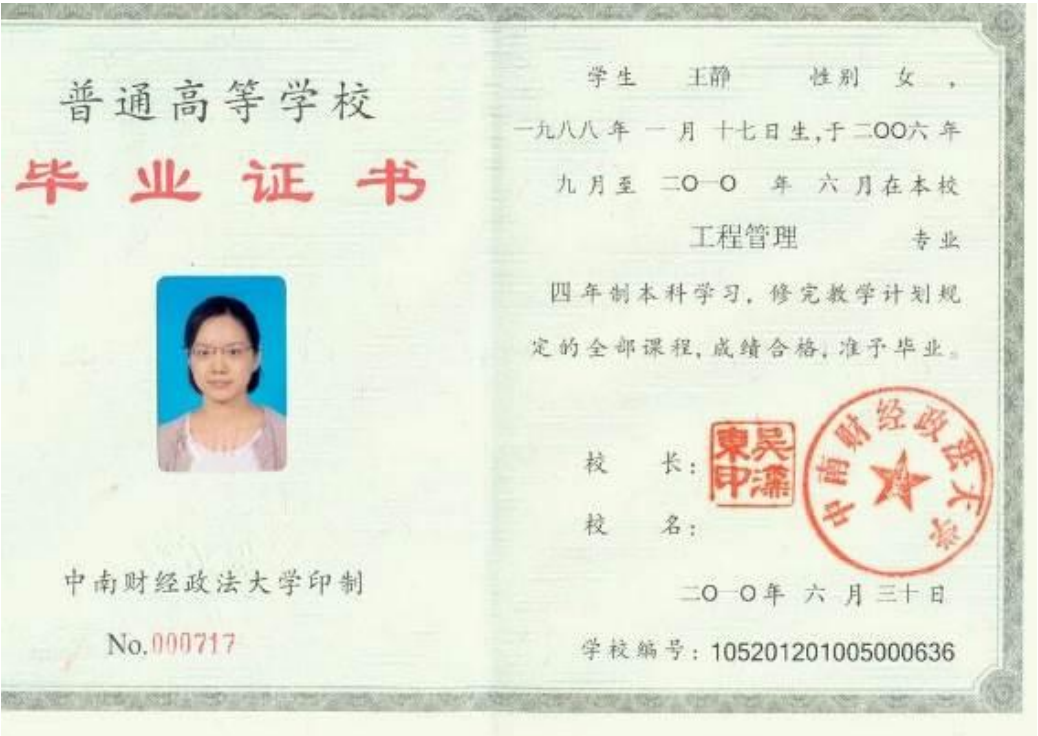 普通高等学校
毕业证书
中南财经政法大学印制
No.000717
学生 王静 性别 女 ，
一九八八年 一 月 十七日生,于二OO六年
九月至 二O一O 年 六 月在本校
工程管理 专业
四年制本科学习, 修完教学计划规
定的全部课程,成绩合格,准予毕业。
校 长:
吴藻
東印
中南财经政法大学
校 名:
二O一O年 六 月 三十日
学校编号: 105201201005000636